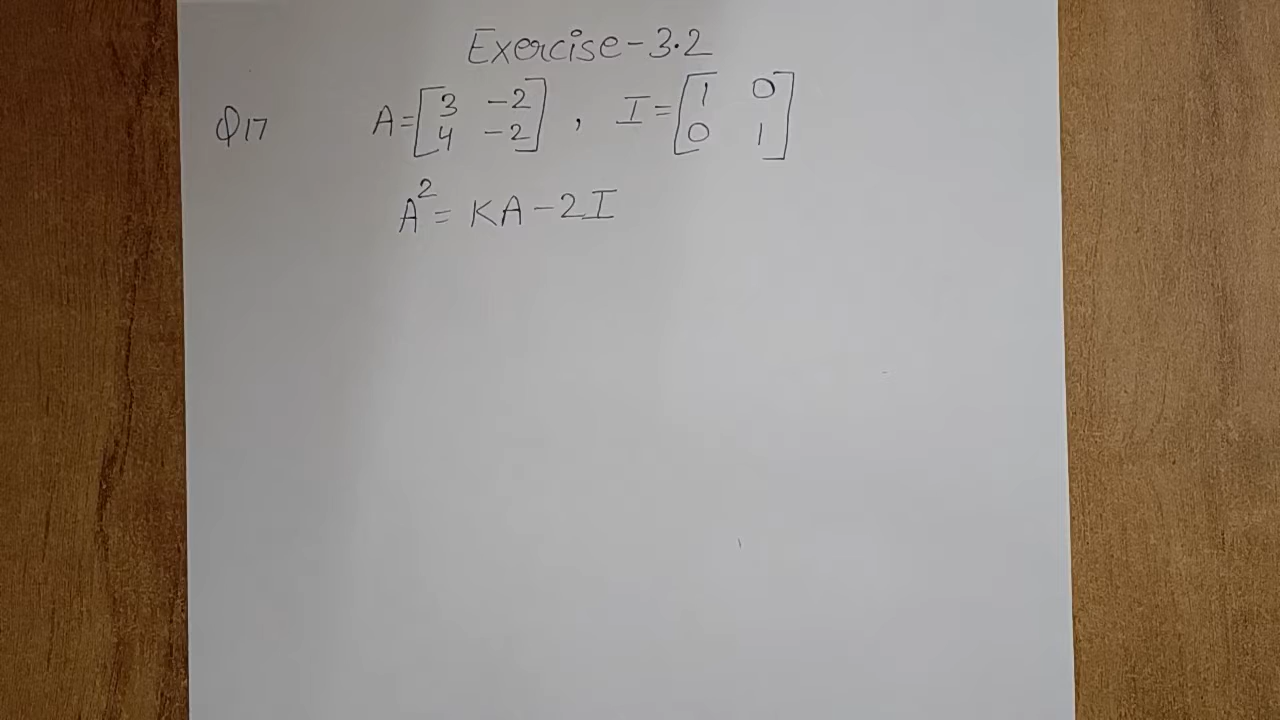 Exercise-3.2
Q17 A=[3 -2
4 -2], I=[1 0
0 1]
A²= KA-2I